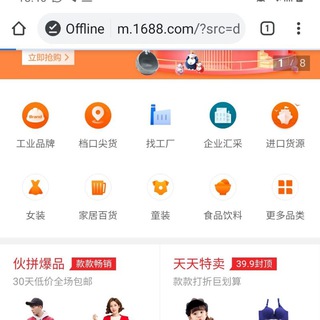 Offline m.1688.com/?src=d 1
立即抢购 >
1 / 8
Brand
工业品牌 档口尖货 找工厂 企业汇采 进口货源
女装 家居百货 童装 食品饮料 更多品类
伙拼爆品 款款畅销
天天特卖 39.9封顶
30天低价全场包邮
款款打折巨划算